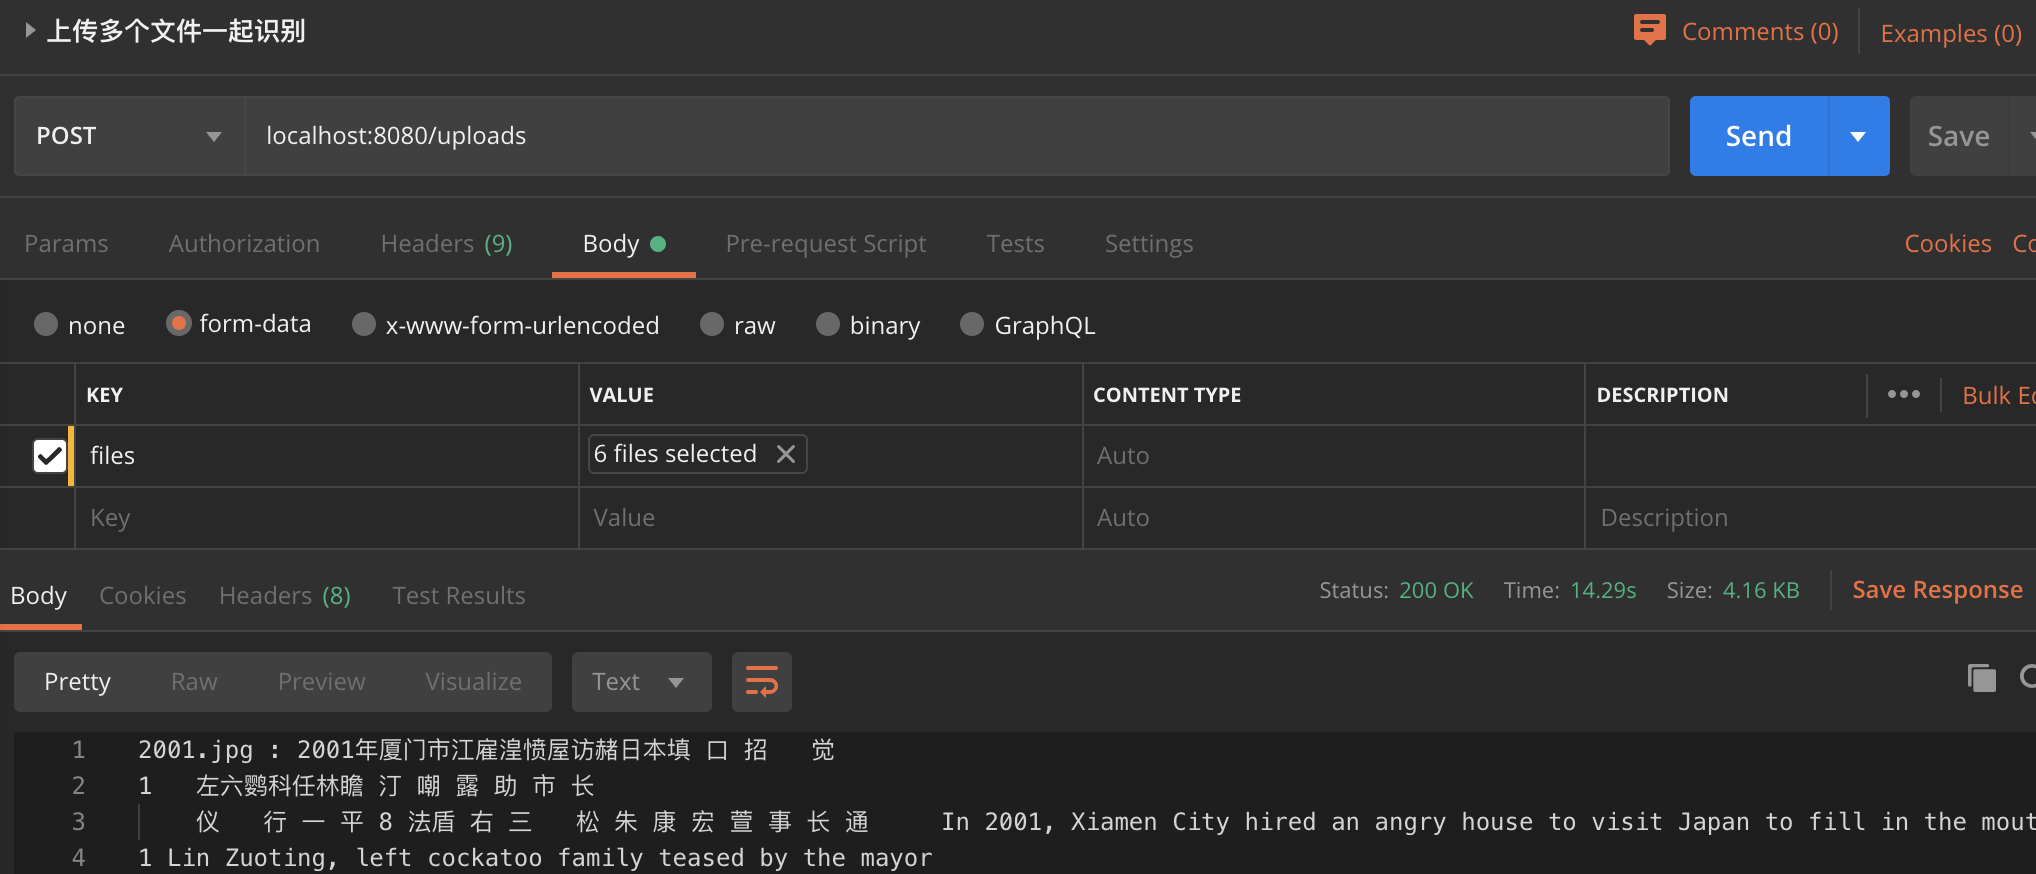 上传多个文件一起识别
Comments (0) Examples (0)
POST localhost:8080/uploads Send Save
Params Authorization Headers (9) Body Pre-request Script Tests Settings Cookies Co
none form-data x-www-form-urlencoded raw binary GraphQL
KEY VALUE CONTENT TYPE DESCRIPTION ••• Bulk Ed
files 6 files selected Auto
Key Value Auto Description
Body Cookies Headers (8) Test Results Status: 200 OK Time: 14.29s Size: 4.16 KB Save Response
Pretty Raw Preview Visualize Text
1 2001.jpg : 2001年厦门市江雇湟愤屋访赭日本填 口 招 觉
2 1 左六鹦科任林瞻 汀 嘲 露 助 市 长
3 仪 行 一 平 8 法盾 右 三 松 朱 康 宏 萱 事 长 通 In 2001, Xiamen City hired an angry house to visit Japan to fill in the mout
4 1 Lin Zuoting, left cockatoo family teased by the mayor